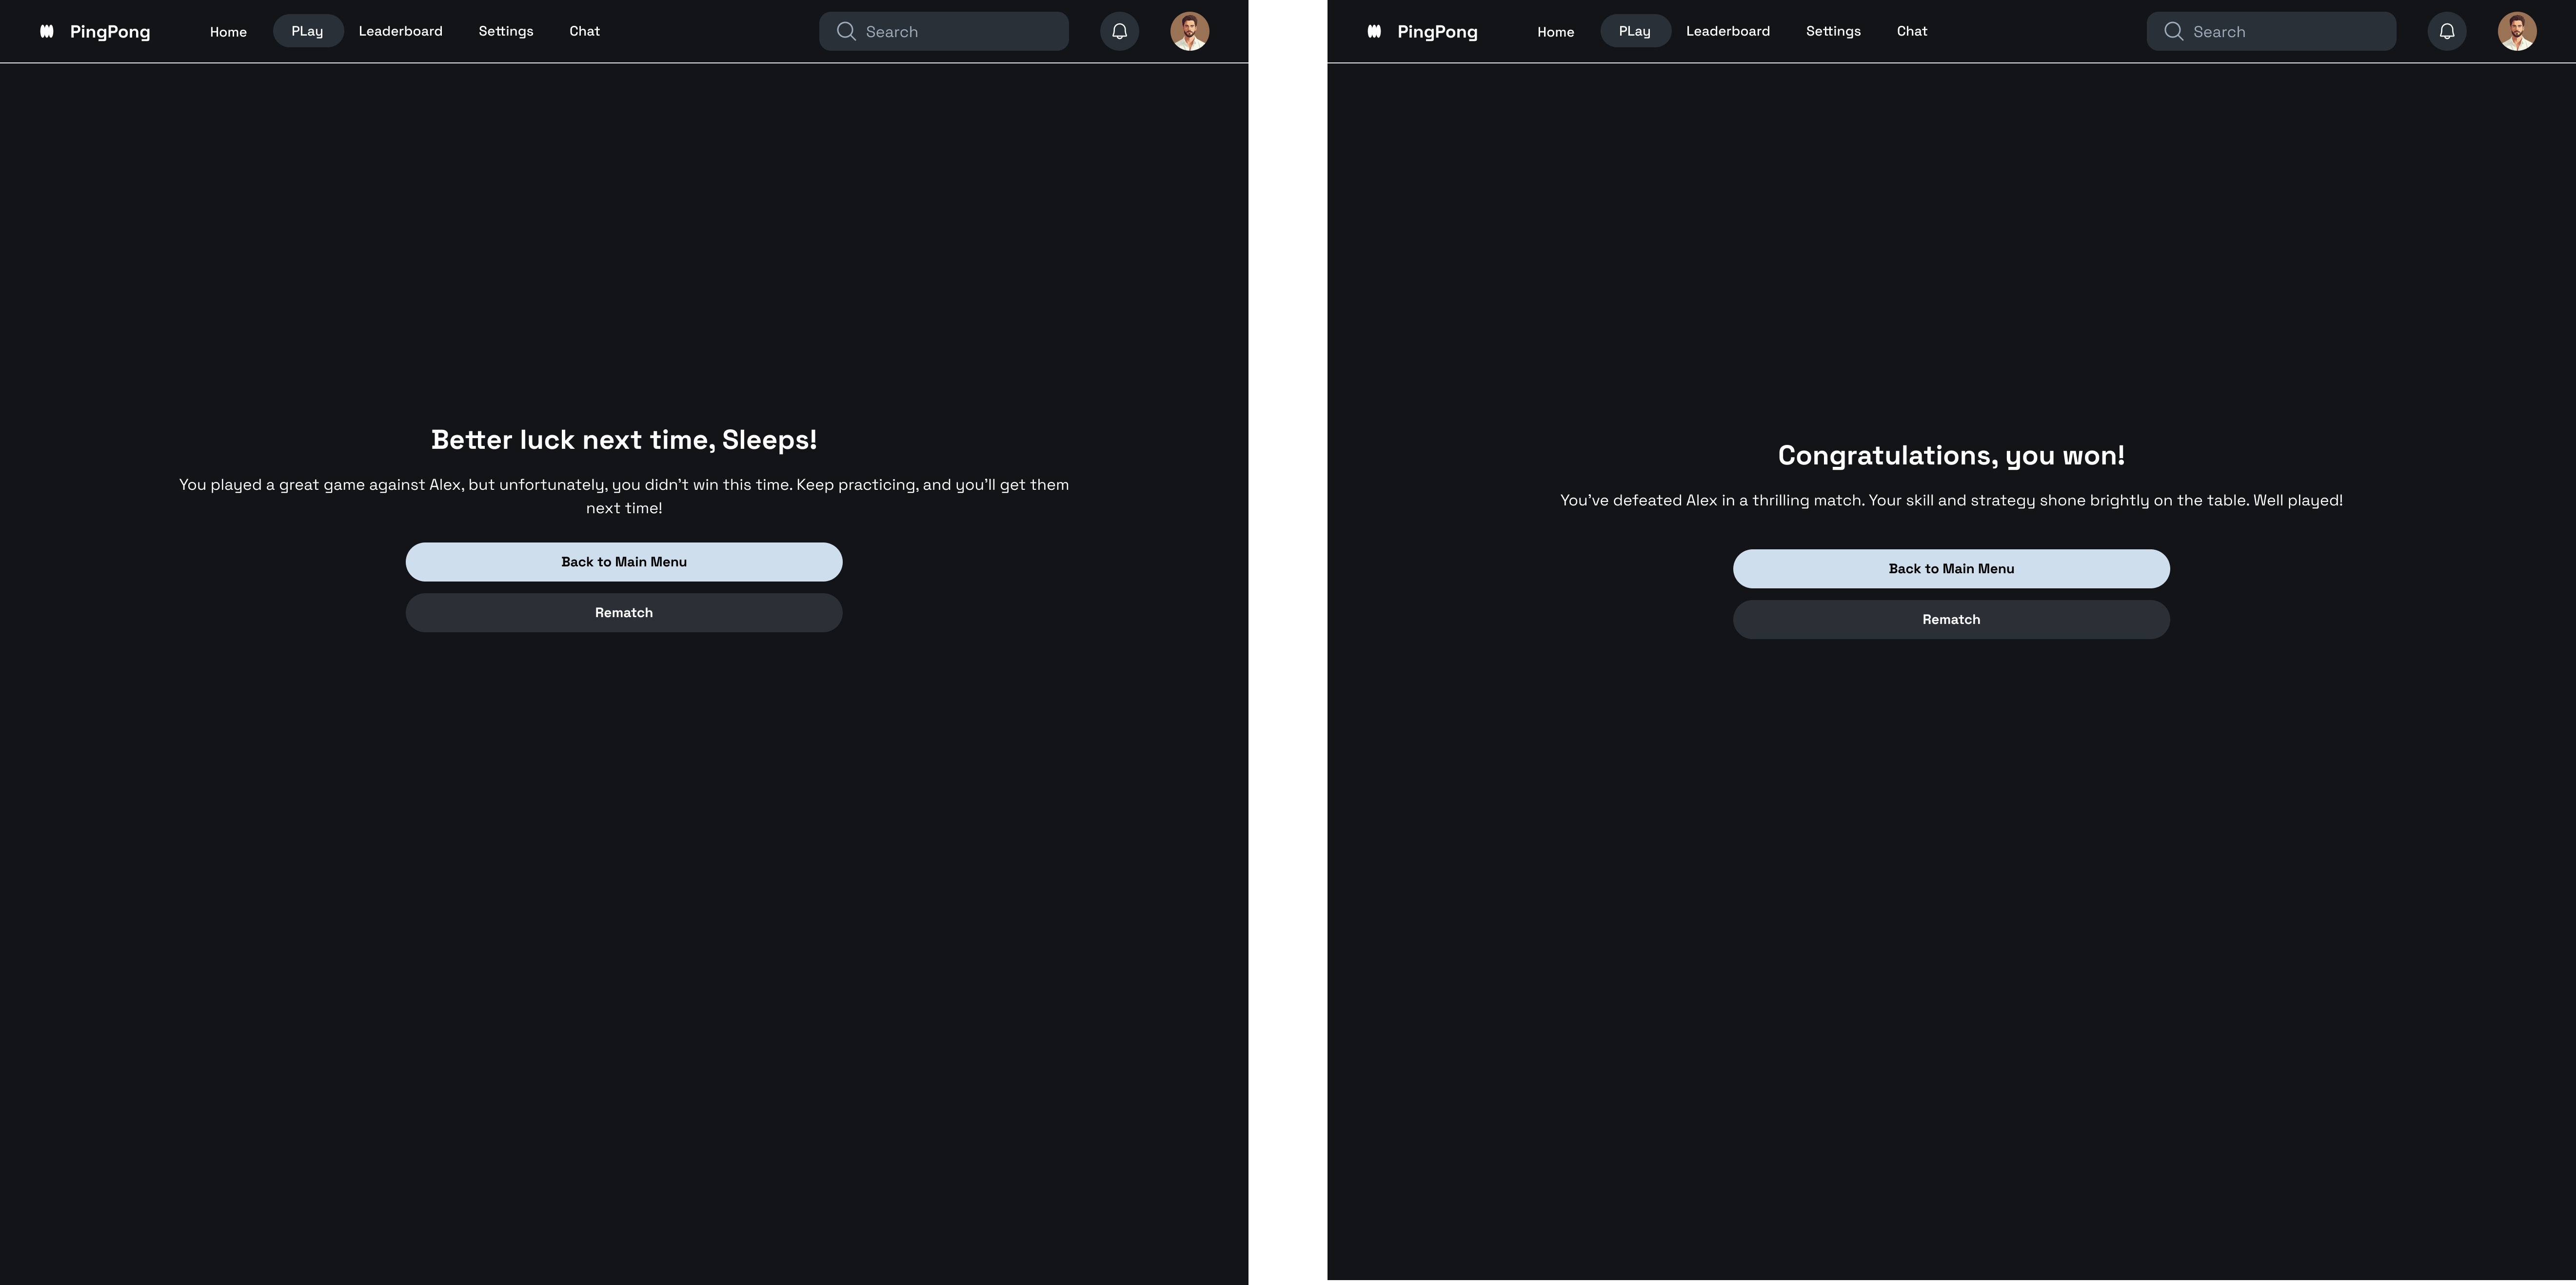 PingPong Home PLay Leaderboard Settings Chat Search
Better luck next time, Sleeps!
You played a great game against Alex, but unfortunately, you didn't win this time. Keep practicing, and you'll get them
next time!
Back to Main Menu
Rematch
PingPong Home PLay Leaderboard Settings Chat Search
Congratulations, you won!
You've defeated Alex in a thrilling match. Your skill and strategy shone brightly on the table. Well played!
Back to Main Menu
Rematch